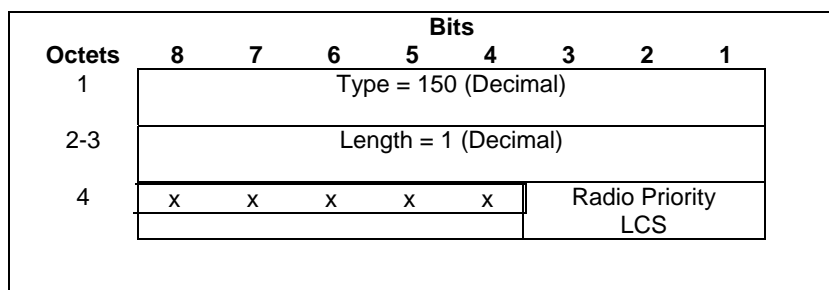 Bits
Octets 8 7 6 5 4 3 2 1
1 Type = 150 (Decimal)
2-3 Length = 1 (Decimal)
4 x x x x x Radio Priority
LCS